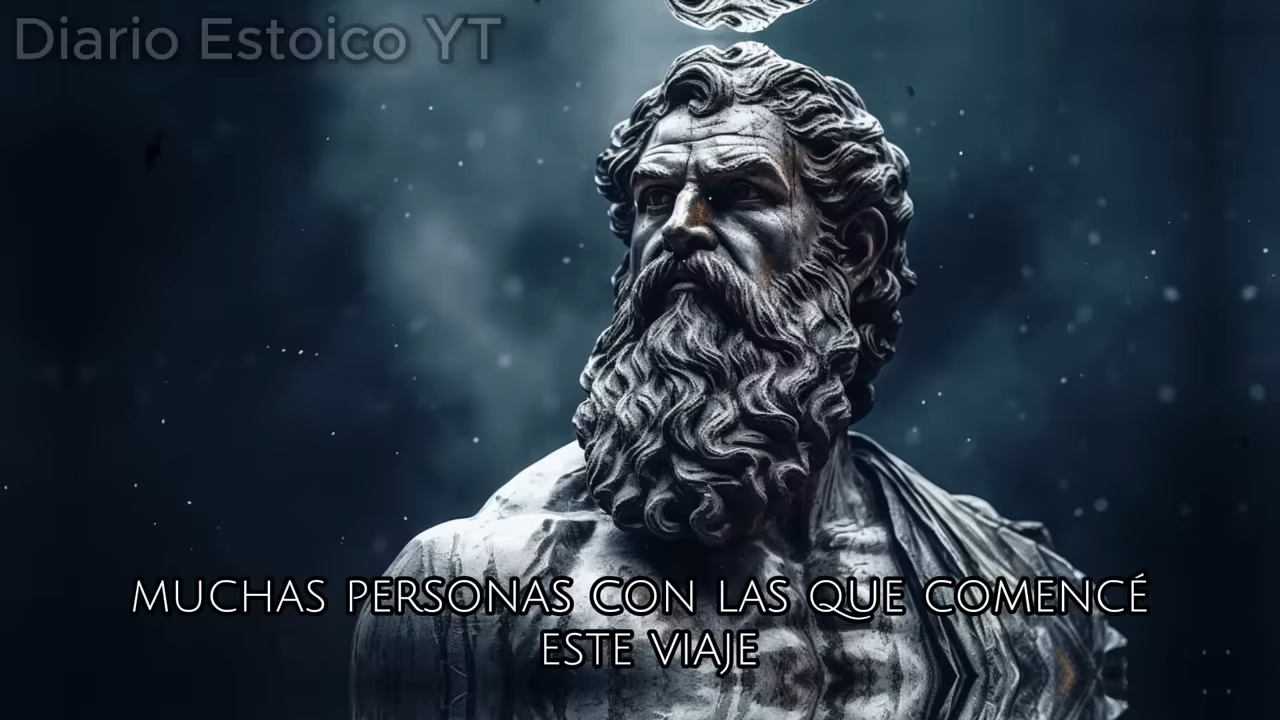 Diario Estoico YT
MUCHAS PERSONAS CON LAS QUE COMENCÉ
ESTE VIAJE